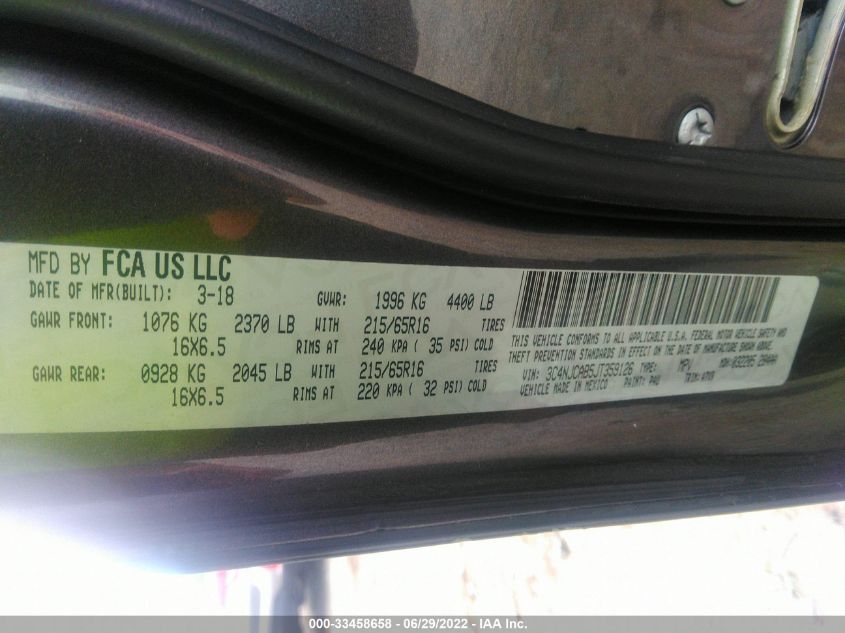 MFD BY FCA US LLC
DATE OF MFR(BUILT): 3-18 GVWR: 1996 KG 4400 LB
GAWR FRONT: 1076 KG 2370 LB WITH 215/65R16 TIRES
16X6.5 RIMS AT 240 KPA ( 35 PSI) COLD
GAWR REAR: 0928 KG 2045 LB WITH 215/65R16 TIRES
16X6.5 RIMS AT 220 KPA ( 32 PSI) COLD
THIS VEHICLE CONFORMS TO ALL APPLICABLE U.S.A. FEDERAL MOTOR VEHICLE SAFETY AND
THEFT PREVENTION STANDARDS IN EFFECT ON THE DATE OF MANUFACTURE SHOWN ABOVE.
VIN: 3C4NJCAB5JT359126 TYPE: MPV MDH:
VEHICLE MADE IN MEXICO PAINT: PAU TRIM:
000-33458658 - 06/29/2022 - IAA Inc.